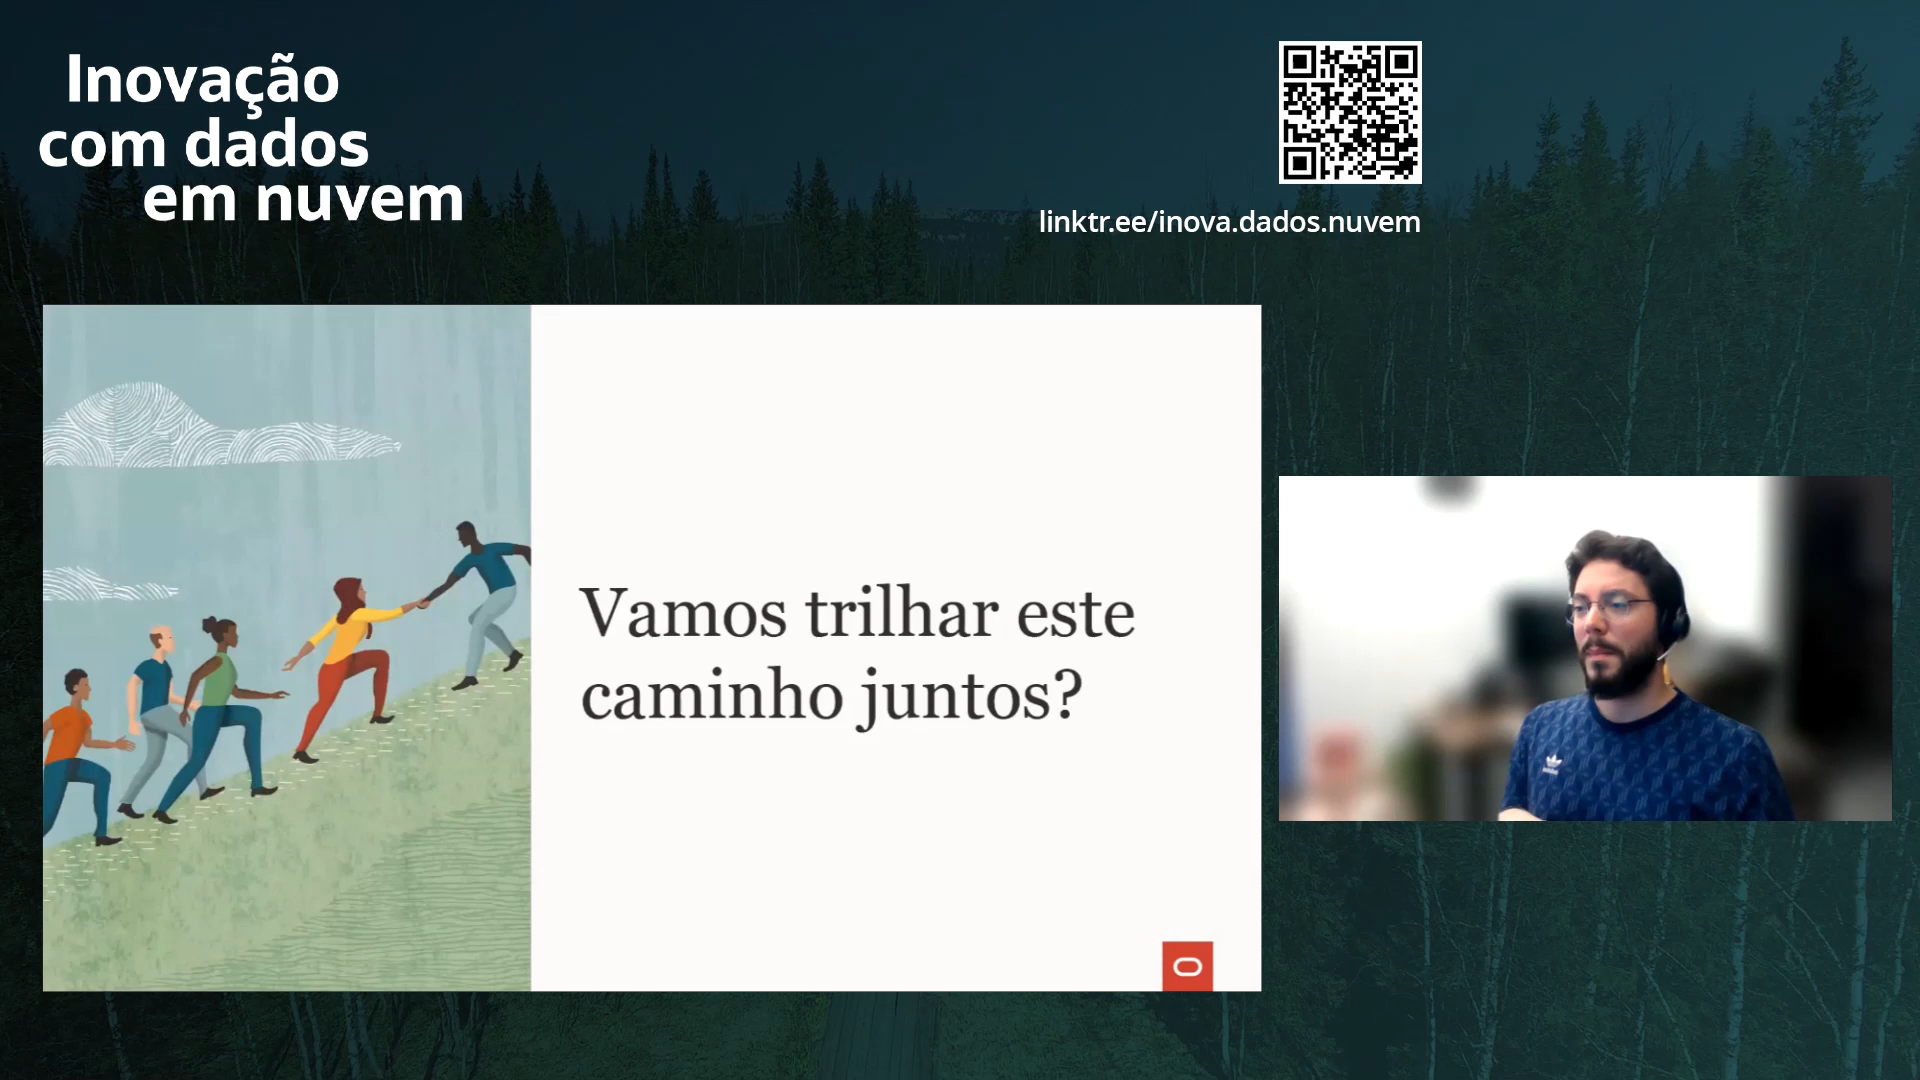 Inovação
com dados
em nuvem
linktr.ee/inova.dados.nuvem
Vamos trilhar este
caminho juntos?